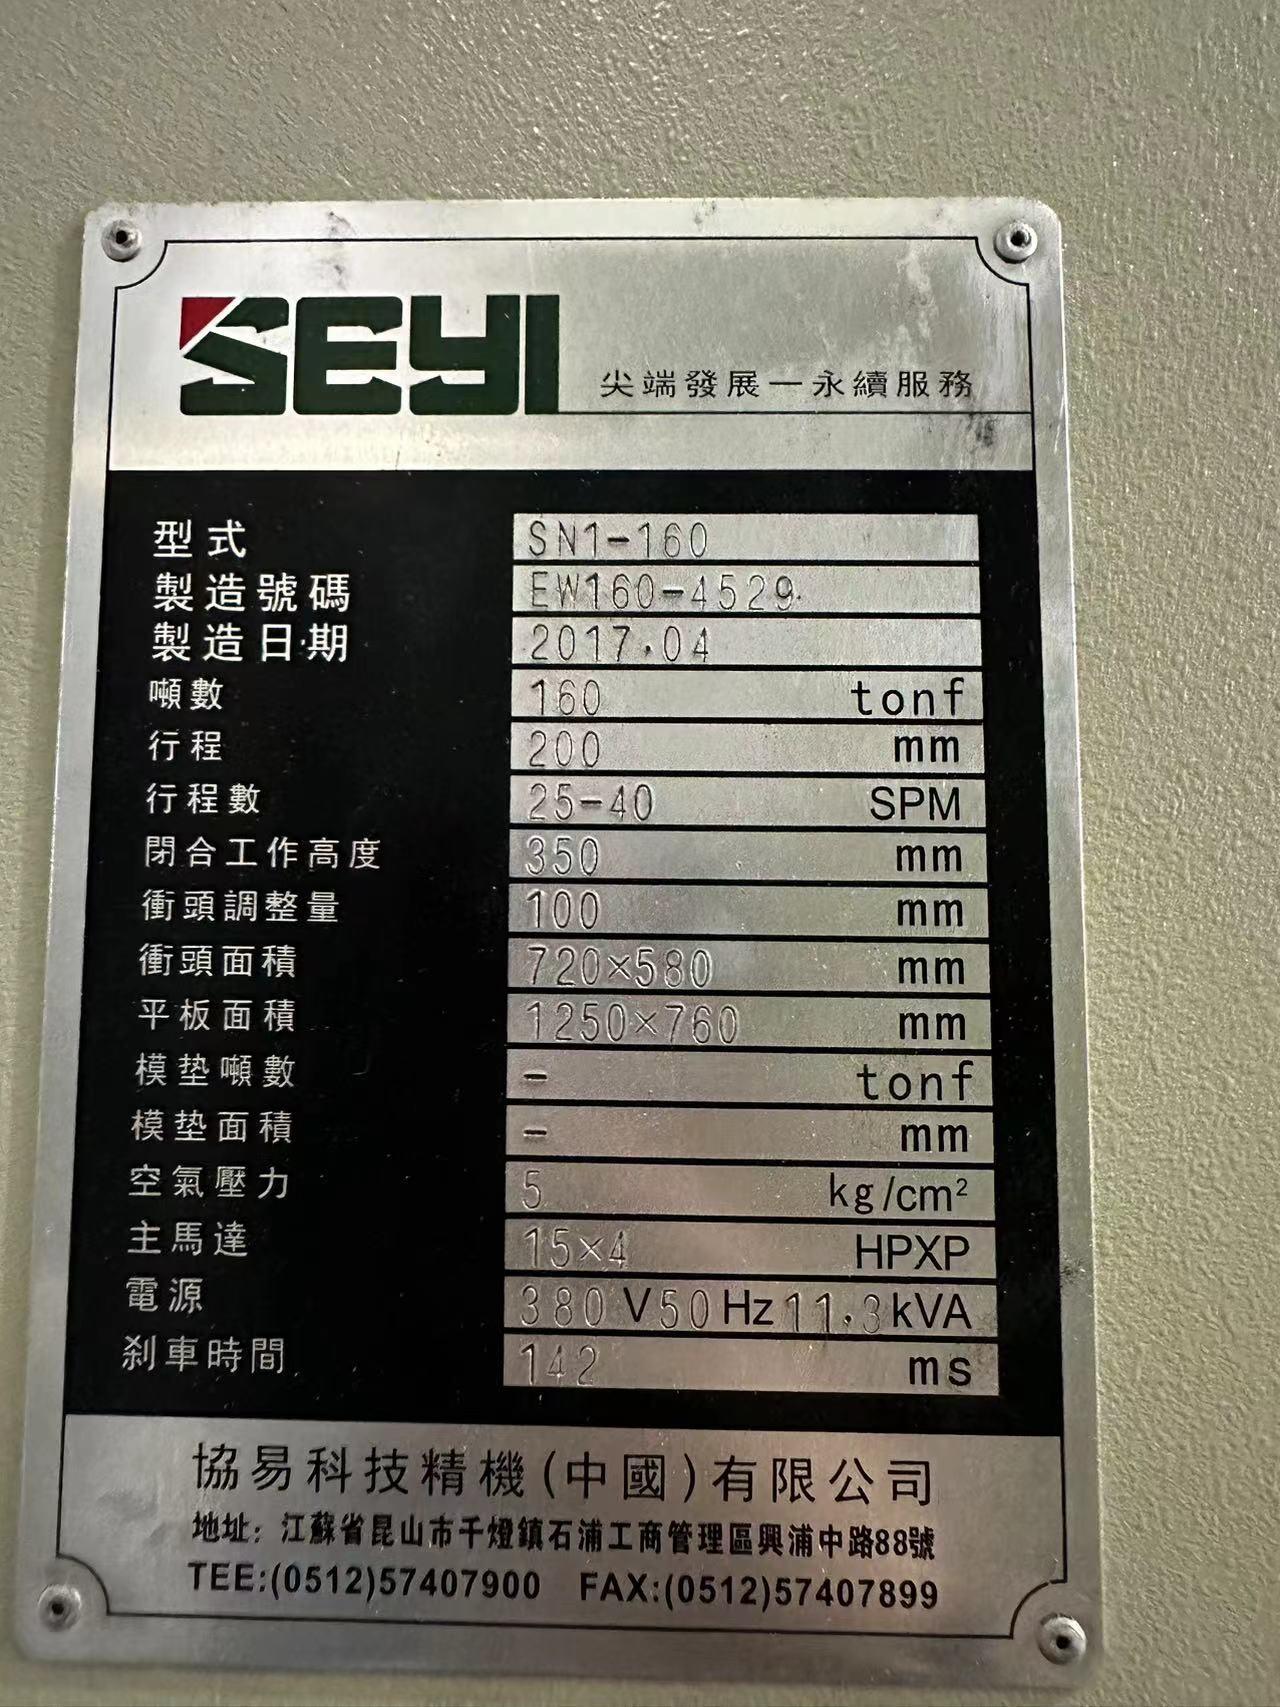 SEYI
尖端發展一永續服務
型式 SN1-160
製造號碼 EW160-4529
製造日期 2017.04
噸數 160 tonf
行程 200 mm
行程數 25-40 SPM
閉合工作高度 350 mm
衝頭調整量 100 mm
衝頭面積 720×580 mm
平板面積 1250×760 mm
模垫噸數 - tonf
模垫面積 - mm
空氣壓力 5 kg/cm²
主馬達 15×4 HPXP
電源 380 V 50 Hz 11.3 kVA
刹車時間 142 ms
協易科技精機(中國)有限公司
地址: 江蘇省昆山市千燈鎮石浦工商管理區興浦中路88號
TEE:(0512)57407900 FAX:(0512)57407899